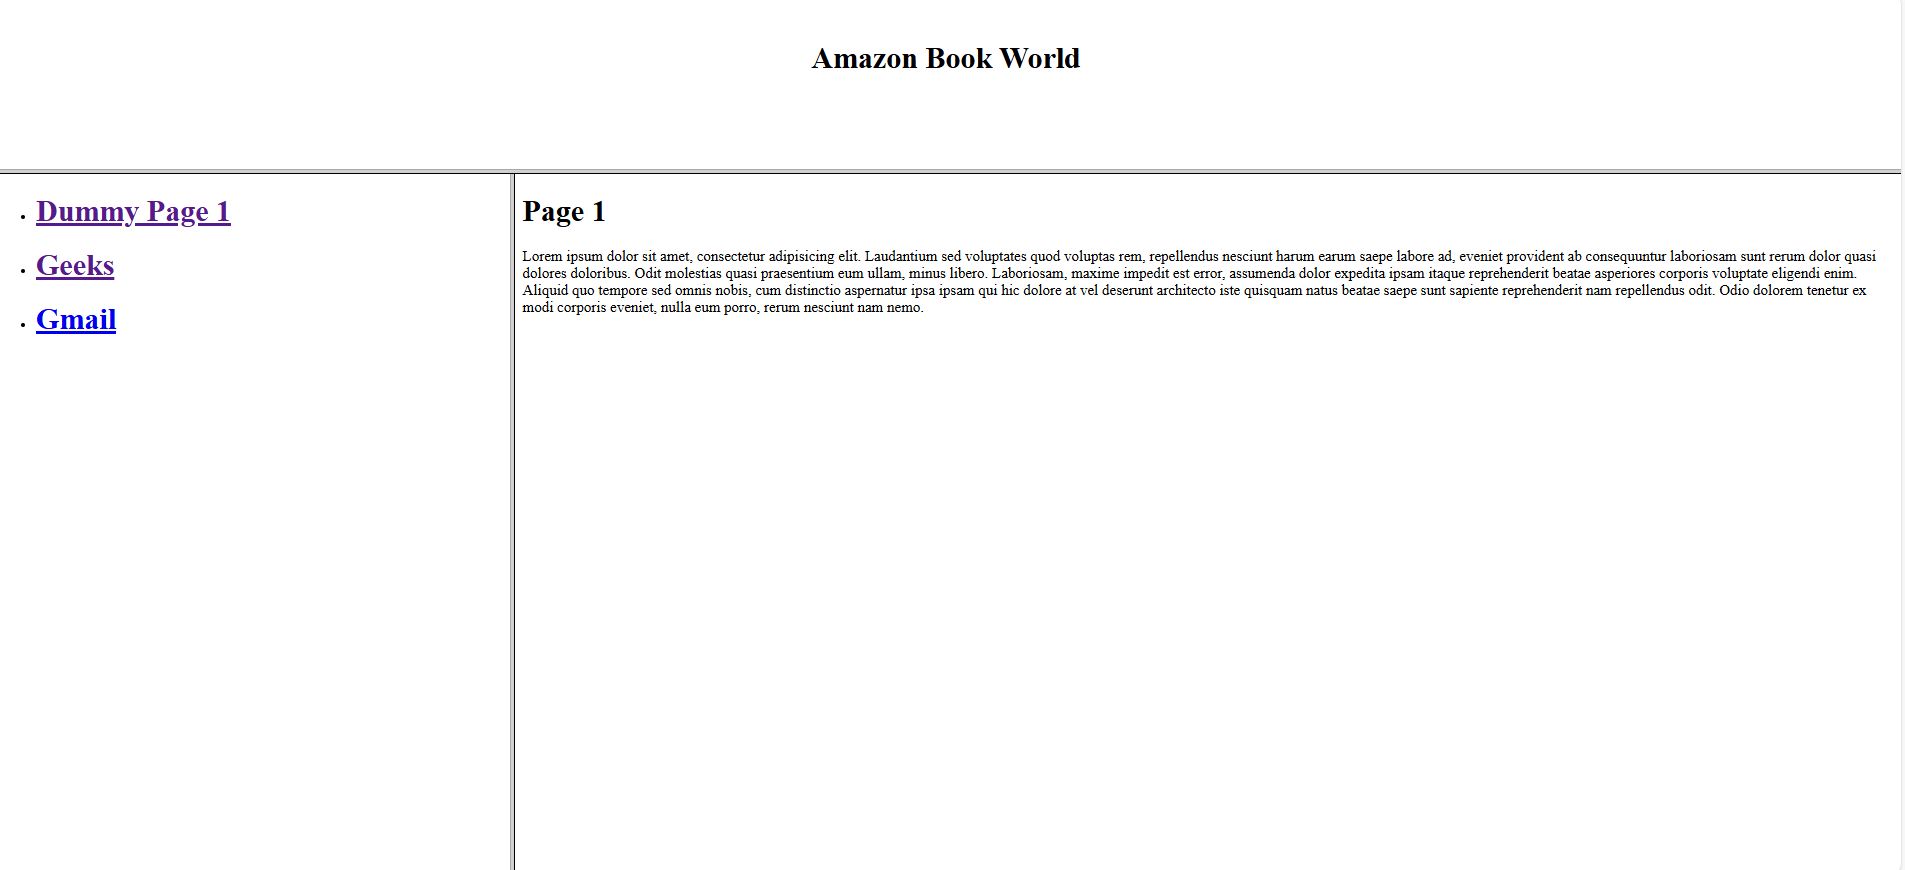 Amazon Book World
Dummy Page 1
Geeks
Gmail
Page 1
Lorem ipsum dolor sit amet, consectetur adipisicing elit. Laudantium sed voluptates quod voluptas rem, repellendus nesciunt harum earum saepe labore ad, eveniet provident ab consequuntur laboriosam sunt rerum dolor quasi
dolores doloribus. Odit molestias quasi praesentium eum ullam, minus libero. Laboriosam, maxime impedit est error, assumenda dolor expedita ipsam itaque reprehenderit beatae asperiores corporis voluptate eligendi enim.
Aliquid quo tempore sed omnis nobis, cum distinctio aspernatur ipsa ipsam qui hic dolore at vel deserunt architecto iste quisquam natus beatae saepe sunt sapiente reprehenderit nam repellendus odit. Odio dolorem tenetur ex
modi corporis eveniet, nulla eum porro, rerum nesciunt nam nemo.